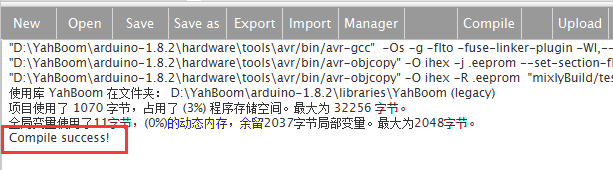 New Open Save Save as Export Import Manager Compile Upload
"D:\YahBoom\arduino-1.8.2\hardware\tools\avr/bin/avr-gcc" -Os -g -flto -fuse-linker-plugin -Wl,--
"D:\YahBoom\arduino-1.8.2\hardware\tools\avr/bin/avr-objcopy" -O ihex -j .eeprom --set-section-fl
"D:\YahBoom\arduino-1.8.2\hardware\tools\avr/bin/avr-objcopy" -O ihex -R .eeprom "mixlyBuild/tes
使用库 YahBoom 在文件夹： D:\YahBoom\arduino-1.8.2\libraries\YahBoom (legacy)
项目使用了 1070 字节，占用了 (3%) 程序存储空间。最大为 32256 字节。
全局变量使用了11字节，(0%)的动态内存，余留2037字节局部变量。最大为2048字节。
Compile success!